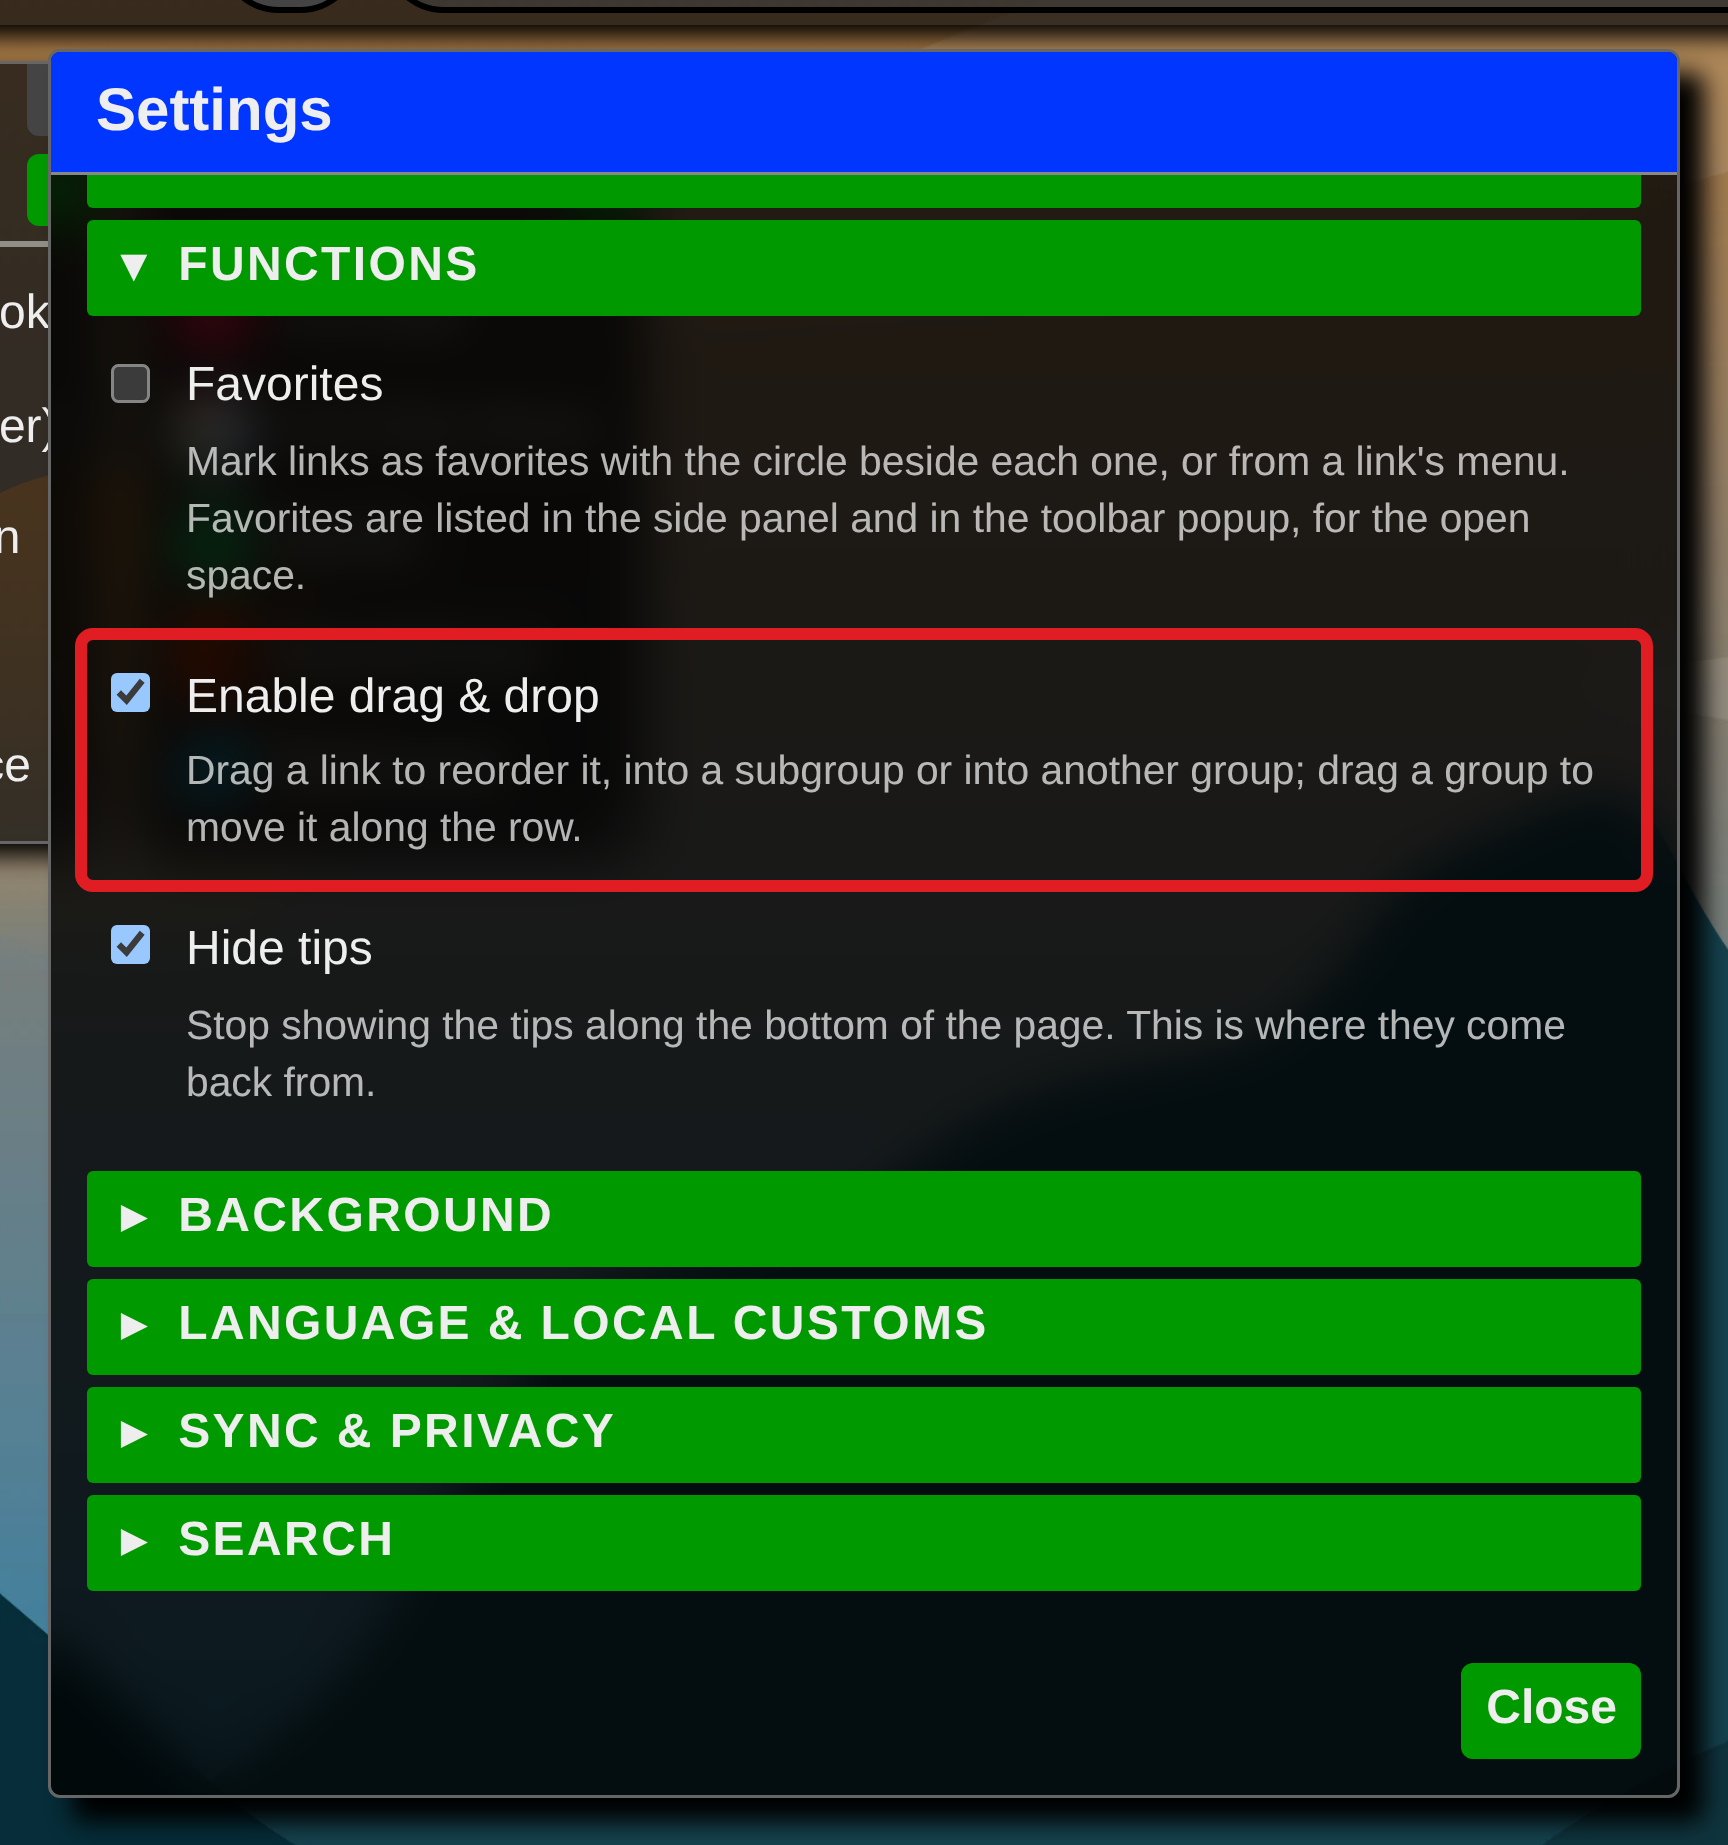 Settings
▼ FUNCTIONS
Favorites
Mark links as favorites with the circle beside each one, or from a link's menu.
Favorites are listed in the side panel and in the toolbar popup, for the open
space.
Enable drag & drop
Drag a link to reorder it, into a subgroup or into another group; drag a group to
move it along the row.
Hide tips
Stop showing the tips along the bottom of the page. This is where they come
back from.
► BACKGROUND
► LANGUAGE & LOCAL CUSTOMS
► SYNC & PRIVACY
► SEARCH
Close